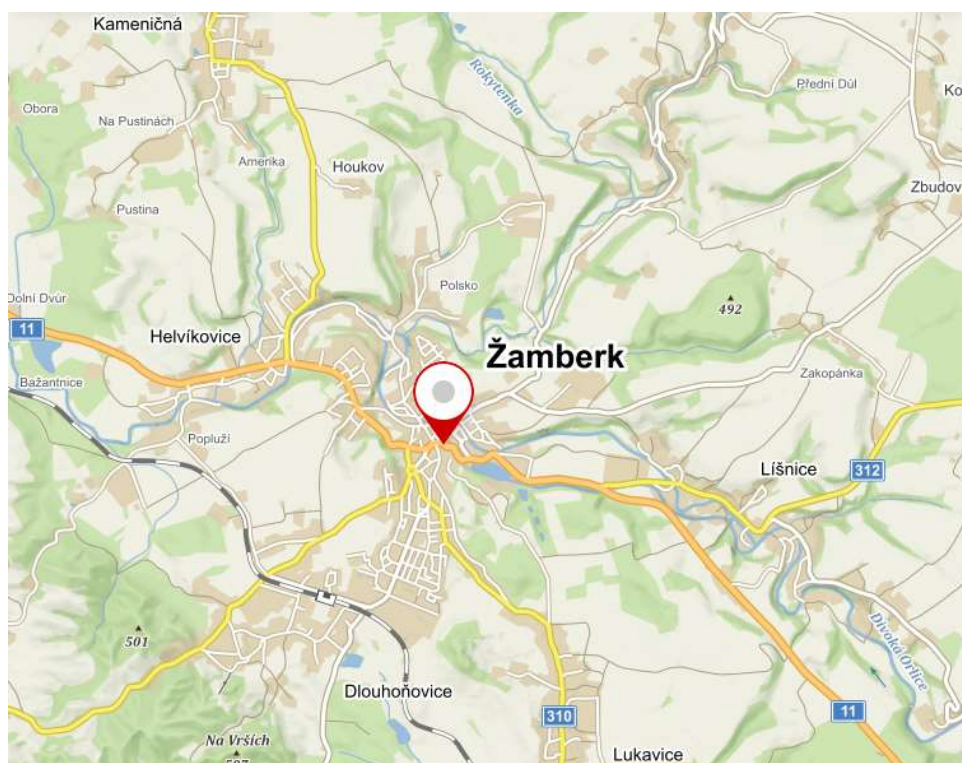 Kameničná
Rokytenka
Přední Důl
Ko
Obora
Na Pustinách
Amerika
Houkov
Zbudov
Pustina
Polsko
Dolní Dvůr
492
11
Helvíkovice
Žamberk
Zakopánka
Bažantnice
Popluží
Líšnice
312
Divoká Orlice
501
Dlouhoňovice
310
11
Na Vrších
Lukavice